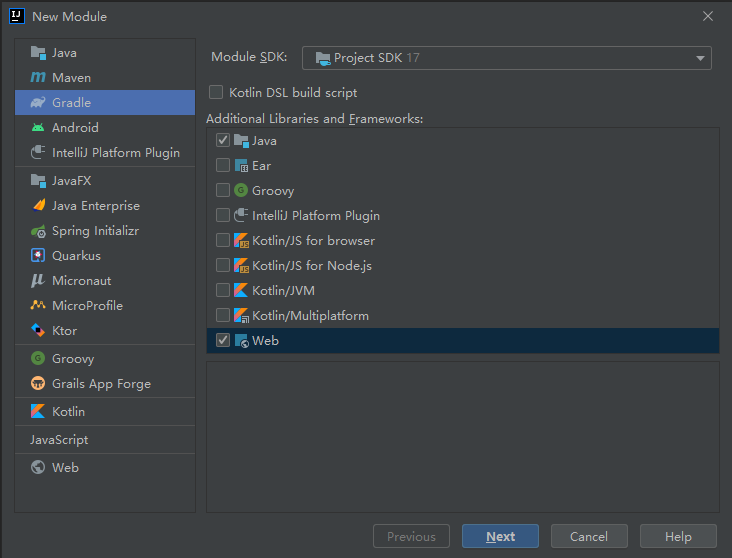 IJ
New Module
Java
Maven
Gradle
Android
IntelliJ Platform Plugin
JavaFX
Java Enterprise
Spring Initializr
Quarkus
Micronaut
MicroProfile
Ktor
Groovy
Grails App Forge
Kotlin
JavaScript
Web
Module SDK:
Project SDK 17
Kotlin DSL build script
Additional Libraries and Frameworks:
Java
Ear
Groovy
IntelliJ Platform Plugin
Kotlin/JS for browser
Kotlin/JS for Node.js
Kotlin/JVM
Kotlin/Multiplatform
Web
Previous
Next
Cancel
Help